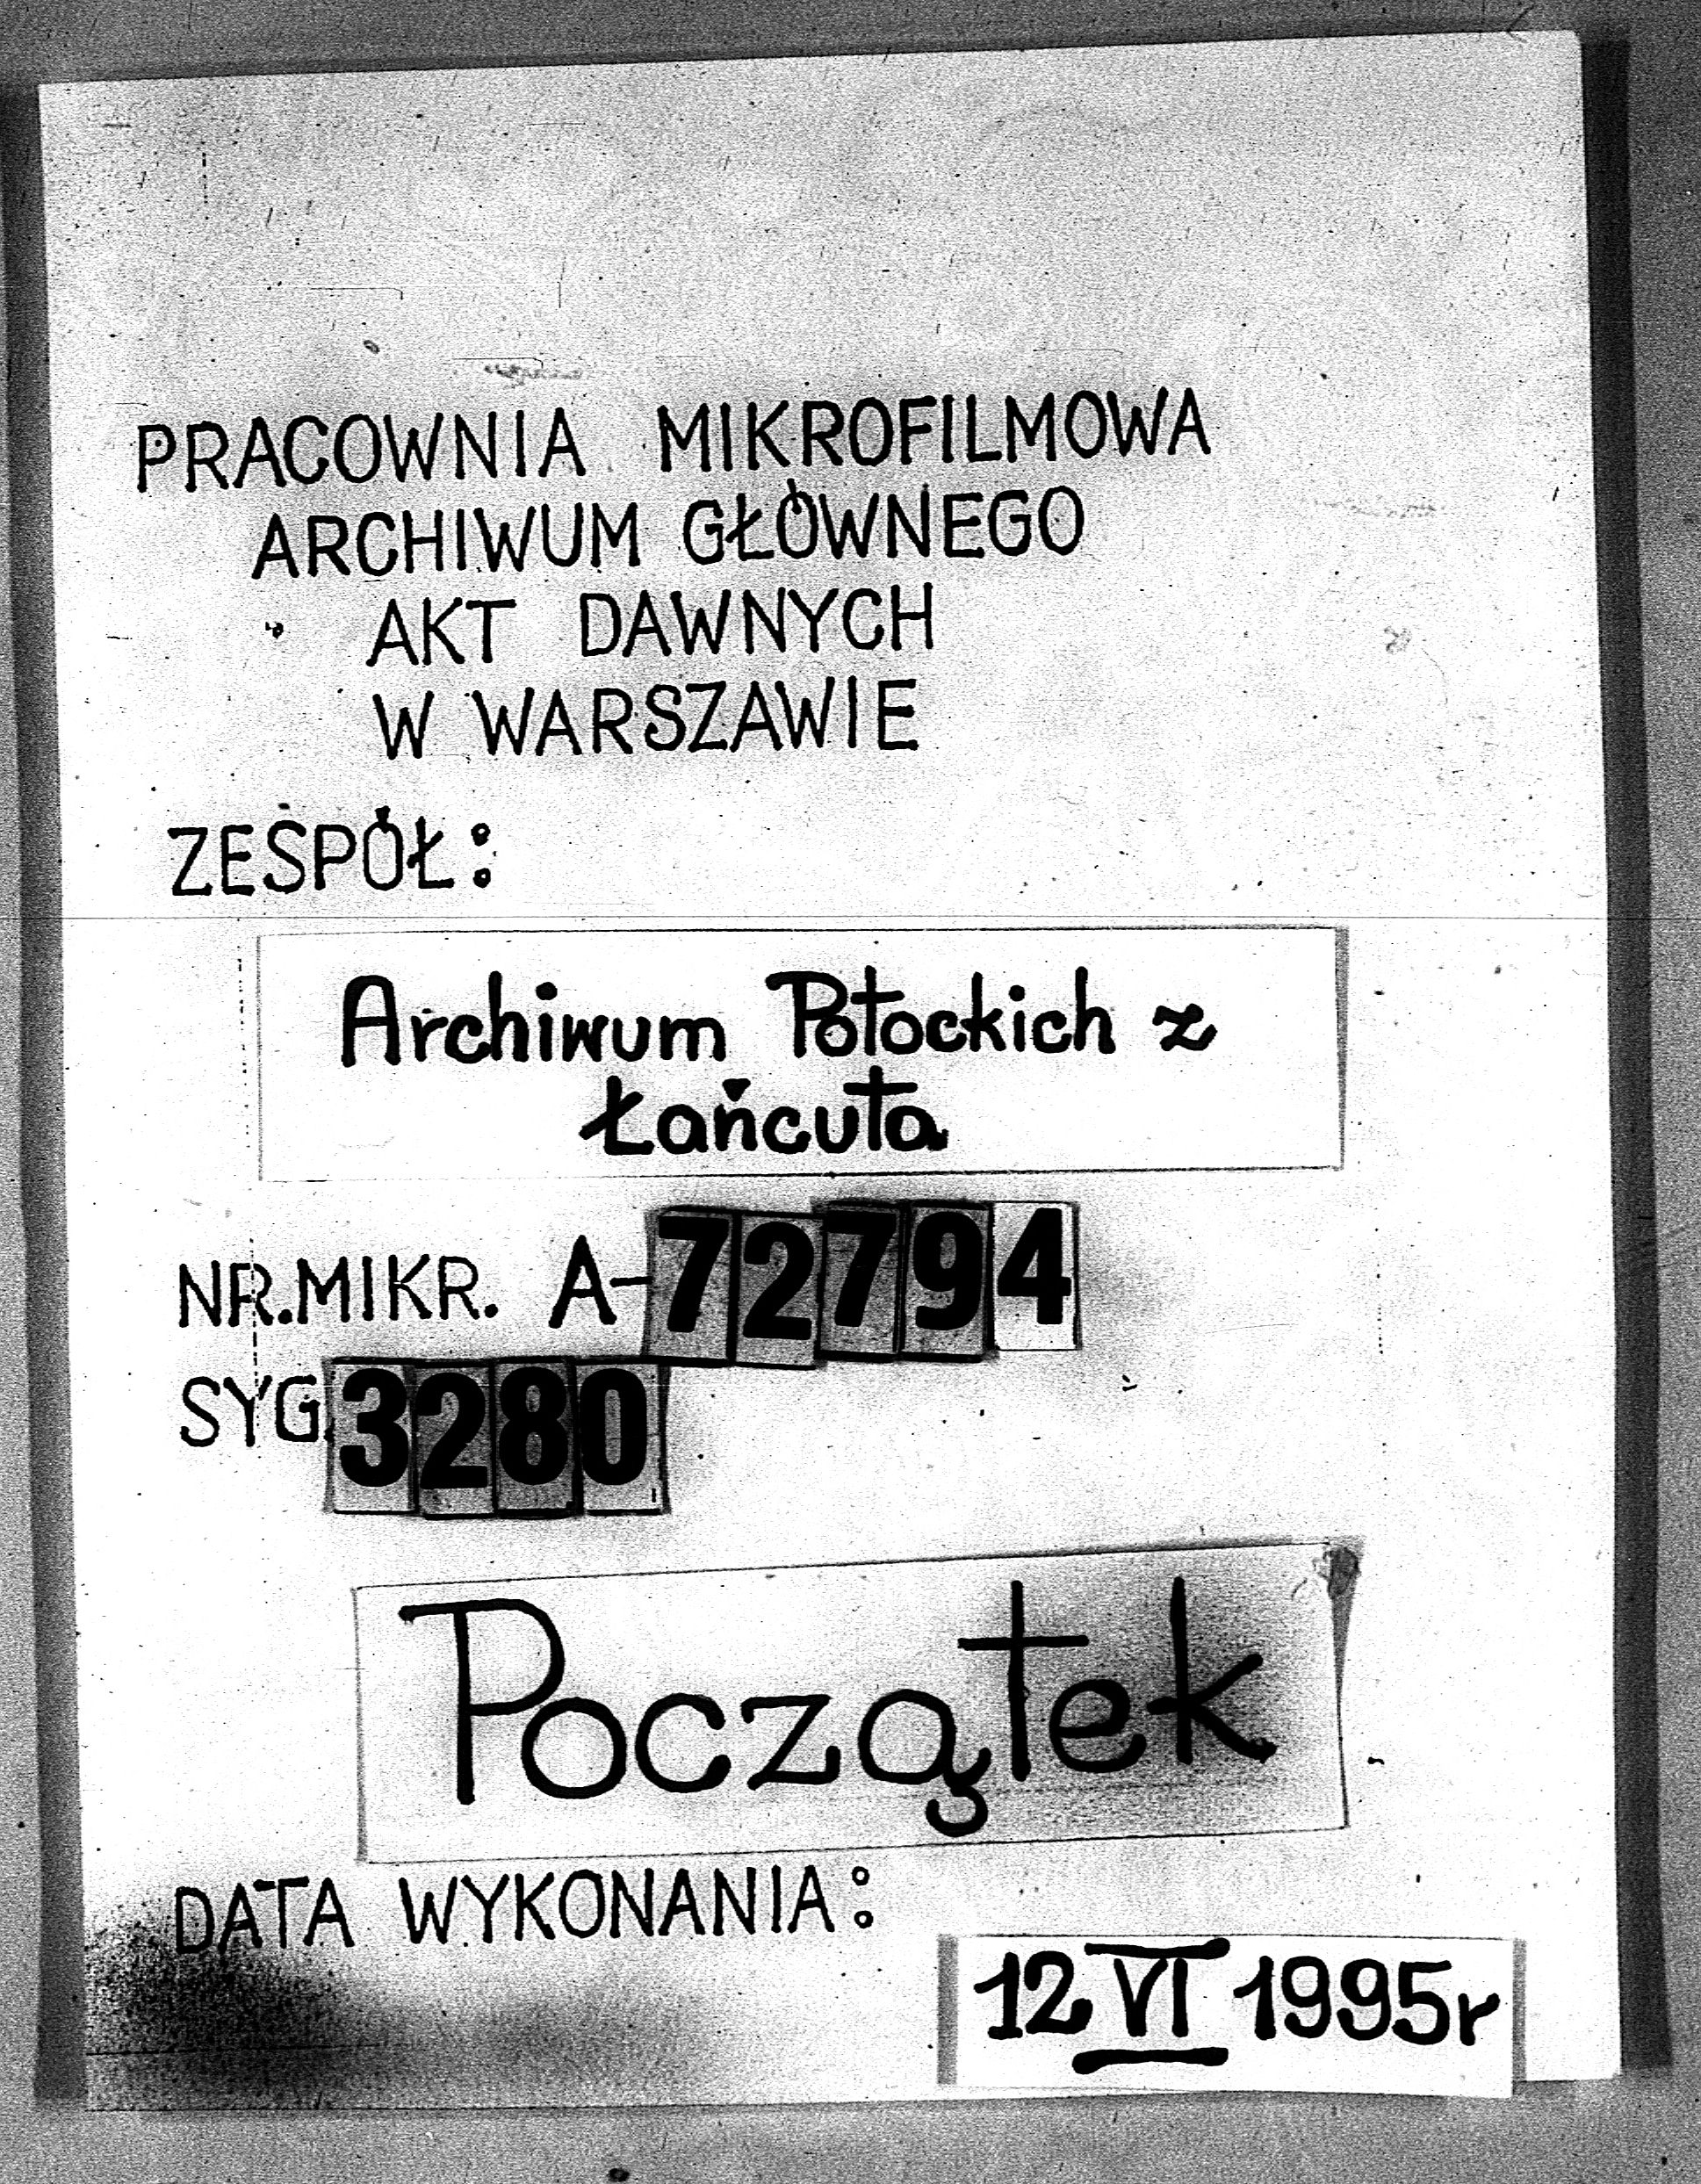 PRACOWNIA MIKROFILMOWA
ARCHIWUM GŁÓWNEGO
AKT DAWNYCH
W WARSZAWIE
ZESPÓŁ:
Archiwum Potockich z
Łańcuta
NR.MIKR. A-72794
SYG.3280
Początek
DATA WYKONANIA:
12 VI 1995r